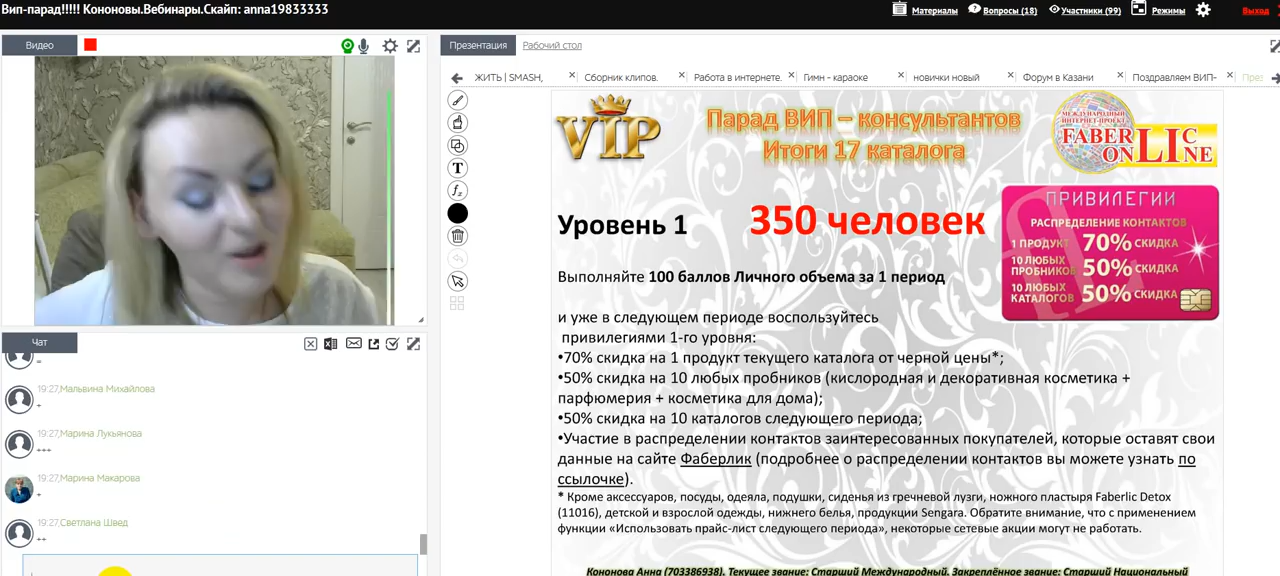 Вип-парад!!!!! Кононовы.Вебинары.Скайп: anna19833333
Материалы
Вопросы (18)
Участники (99)
Режимы
Выход
Видео
Презентация
Рабочий стол
ЖИТЬ | SMASH,
Сборник клипов.
Работа в интернете.
Гимн - караоке
новички новый
Форум в Казани
Поздравляем ВИП-
През
VIP
Парад ВИП – консультантов
Итоги 17 каталога
МЕЖДУНАРОДНЫЙ
ИНТЕРНЕТ-ПРОЕКТ
FABERLIC
ONLINE
Уровень 1
350 человек
ПРИВИЛЕГИИ
РАСПРЕДЕЛЕНИЕ КОНТАКТОВ
1 ПРОДУКТ 70% СКИДКА
10 ЛЮБЫХ ПРОБНИКОВ 50% СКИДКА
10 ЛЮБЫХ КАТАЛОГОВ 50% СКИДКА
Выполняйте 100 баллов Личного объема за 1 период
и уже в следующем периоде воспользуйтесь
привилегиями 1-го уровня:
•70% скидка на 1 продукт текущего каталога от черной цены*;
•50% скидка на 10 любых пробников (кислородная и декоративная косметика +
парфюмерия + косметика для дома);
•50% скидка на 10 каталогов следующего периода;
•Участие в распределении контактов заинтересованных покупателей, которые оставят свои
данные на сайте Фаберлик (подробнее о распределении контактов вы можете узнать по
ссылочке).
* Кроме аксессуаров, посуды, одеяла, подушки, сиденья из гречневой лузги, ножного пластыря Faberlic Detox
(11016), детской и взрослой одежды, нижнего белья, продукции Sengara. Обратите внимание, что с применением
функции «Использовать прайс-лист следующего периода», некоторые сетевые акции могут не работать.
Кононова Анна (703386938). Текущее звание: Старший Международный. Закреплённое звание: Старший Национальный
Чат
=
19:27,Мальвина Михайлова
+
19:27,Марина Лукьянова
+++
19:27,Марина Макарова
+
19:27,Светлана Швед
++